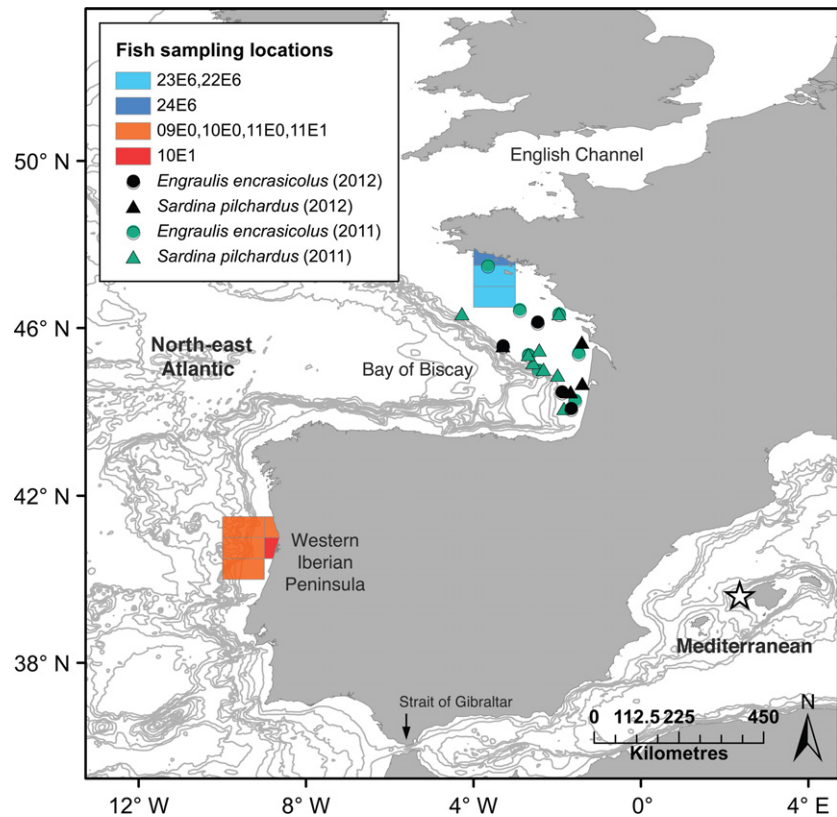 Fish sampling locations
23E6,22E6
24E6
09E0,10E0,11E0,11E1
10E1
Engraulis encrasicolus (2012)
Sardina pilchardus (2012)
Engraulis encrasicolus (2011)
Sardina pilchardus (2011)
50° N
46° N
42° N
38° N
English Channel
North-east
Atlantic
Bay of Biscay
Western
Iberian
Peninsula
Mediterranean
Strait of Gibraltar
0 112.5 225 450
Kilometres
N
12° W
8° W
4° W
0°
4° E